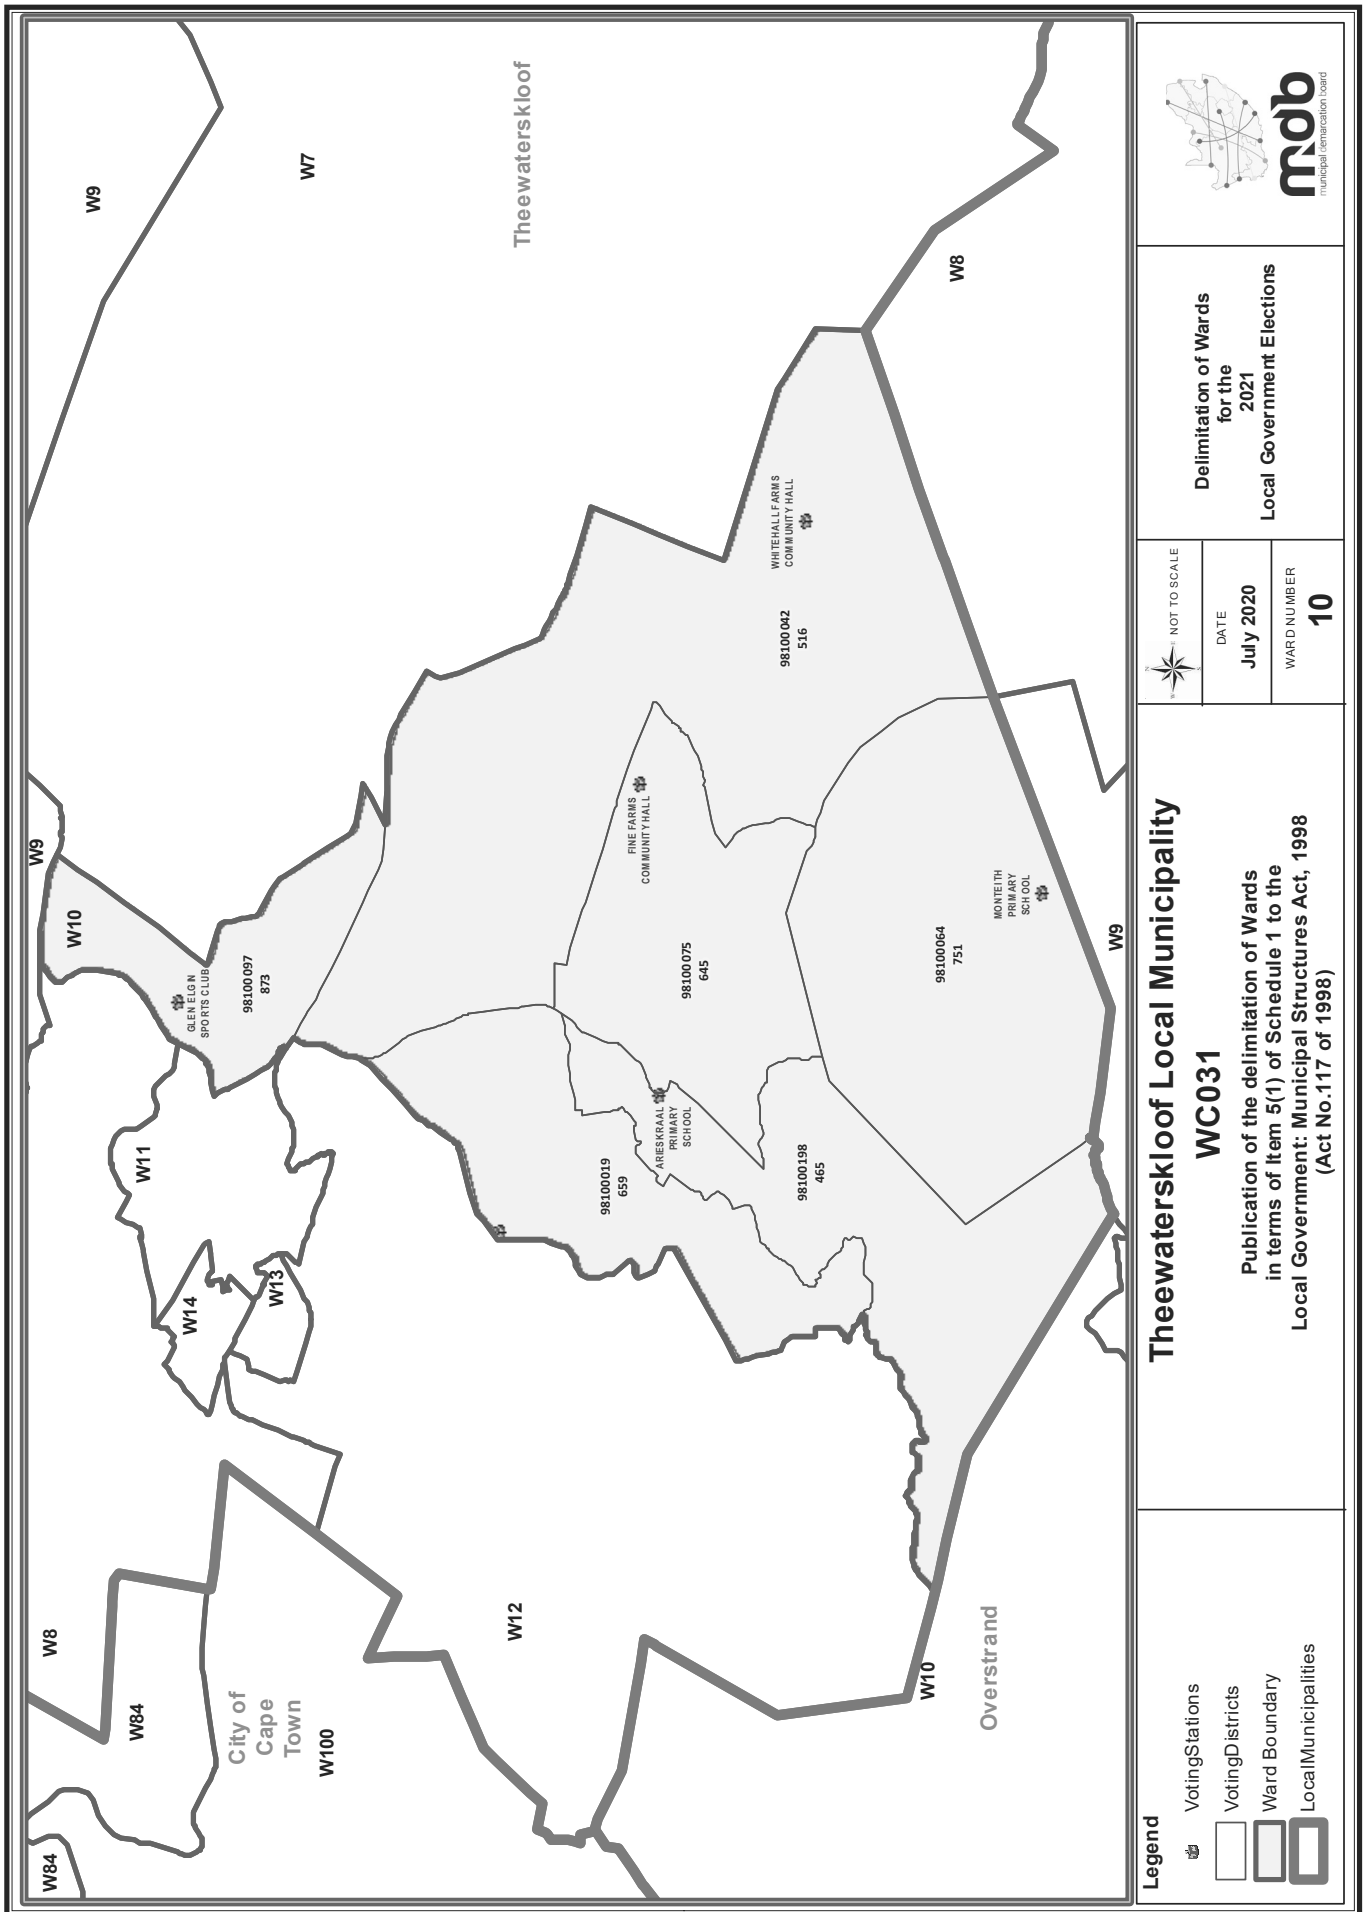 W8
W84
W84
City of
Cape
Town
W100
W12
W10
Overstrand
W14
W13
W11
W10
W9
W9
W7
Theewaterskloof
W8
W9
GLEN ELGN
SPORTS CLUB
98100097
873
98100019
659
ARIESKRAAL
PRIMARY
SCHOOL
98100198
465
FINE FARMS
COMMUNITY HALL
98100075
645
WHITEHALL FARMS
COMMUNITY HALL
98100042
516
MONTEITH
PRIMARY
SCHOOL
98100064
751
Legend
VotingStations
VotingDistricts
Ward Boundary
LocalMunicipalities
Theewaterskloof Local Municipality
WC031
Publication of the delimitation of Wards
in terms of Item 5(1) of Schedule 1 to the
Local Government: Municipal Structures Act, 1998
(Act No.117 of 1998)
N
W
E
S
NOT TO SCALE
DATE
July 2020
WARD NUMBER
10
Delimitation of Wards
for the
2021
Local Government Elections
mdb
municipal demarcation board